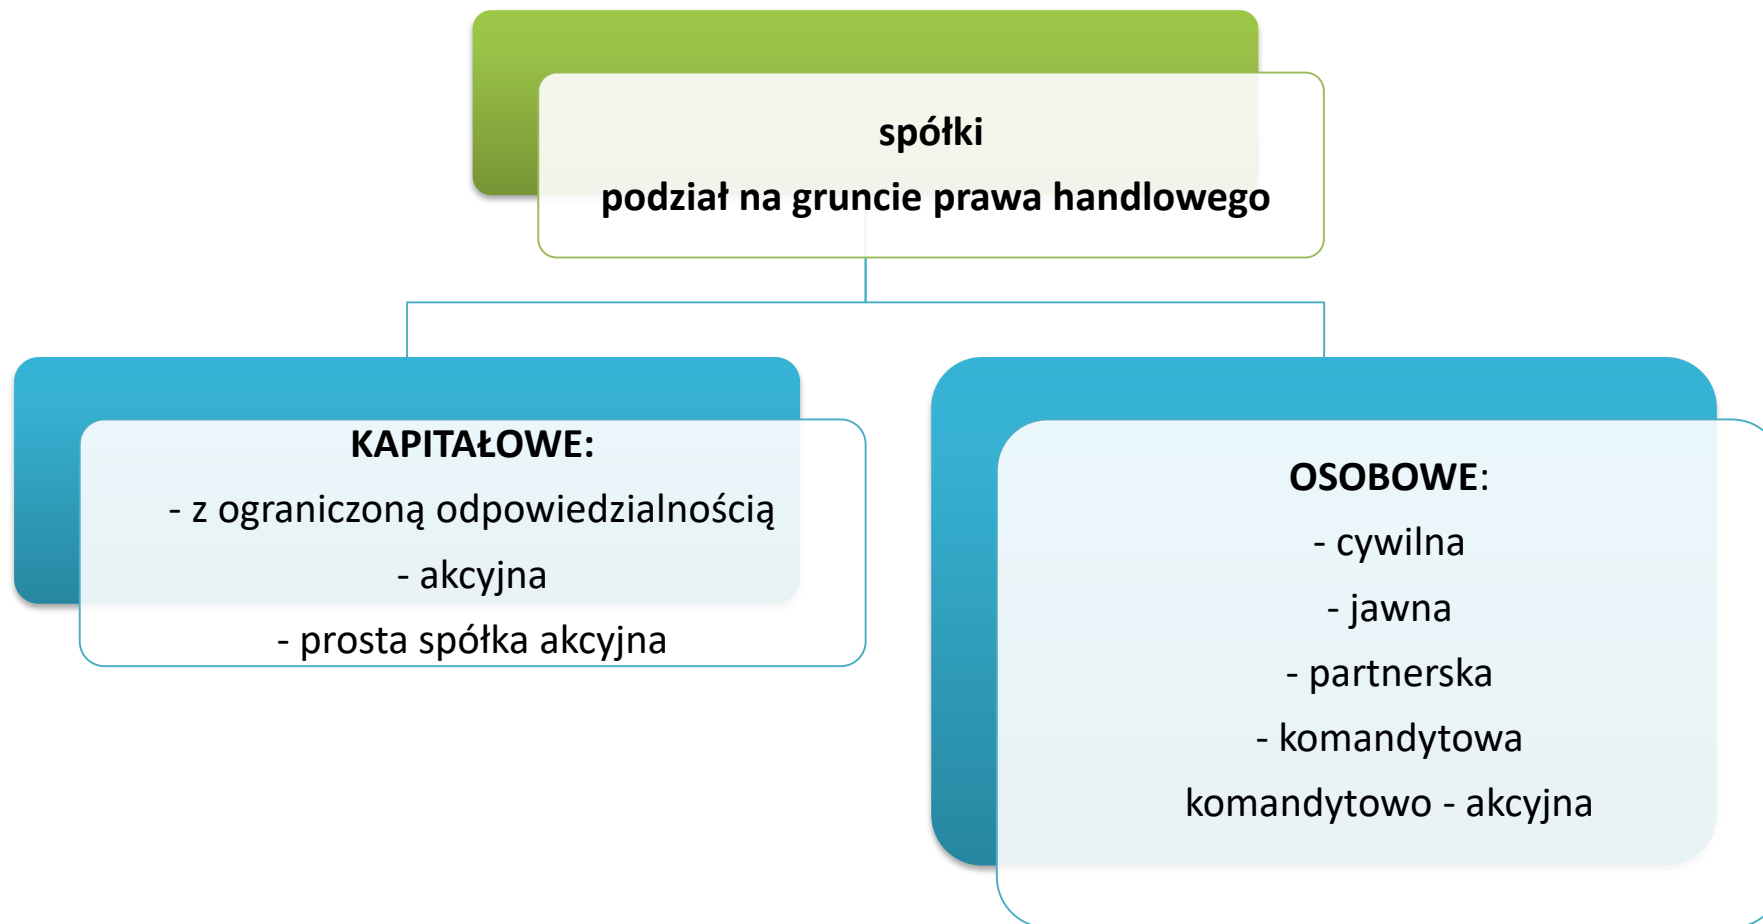 spółki
podział na gruncie prawa handlowego
KAPITAŁOWE:
- z ograniczoną odpowiedzialnością
- akcyjna
- prosta spółka akcyjna
OSOBOWE:
- cywilna
- jawna
- partnerska
- komandytowa
komandytowo - akcyjna